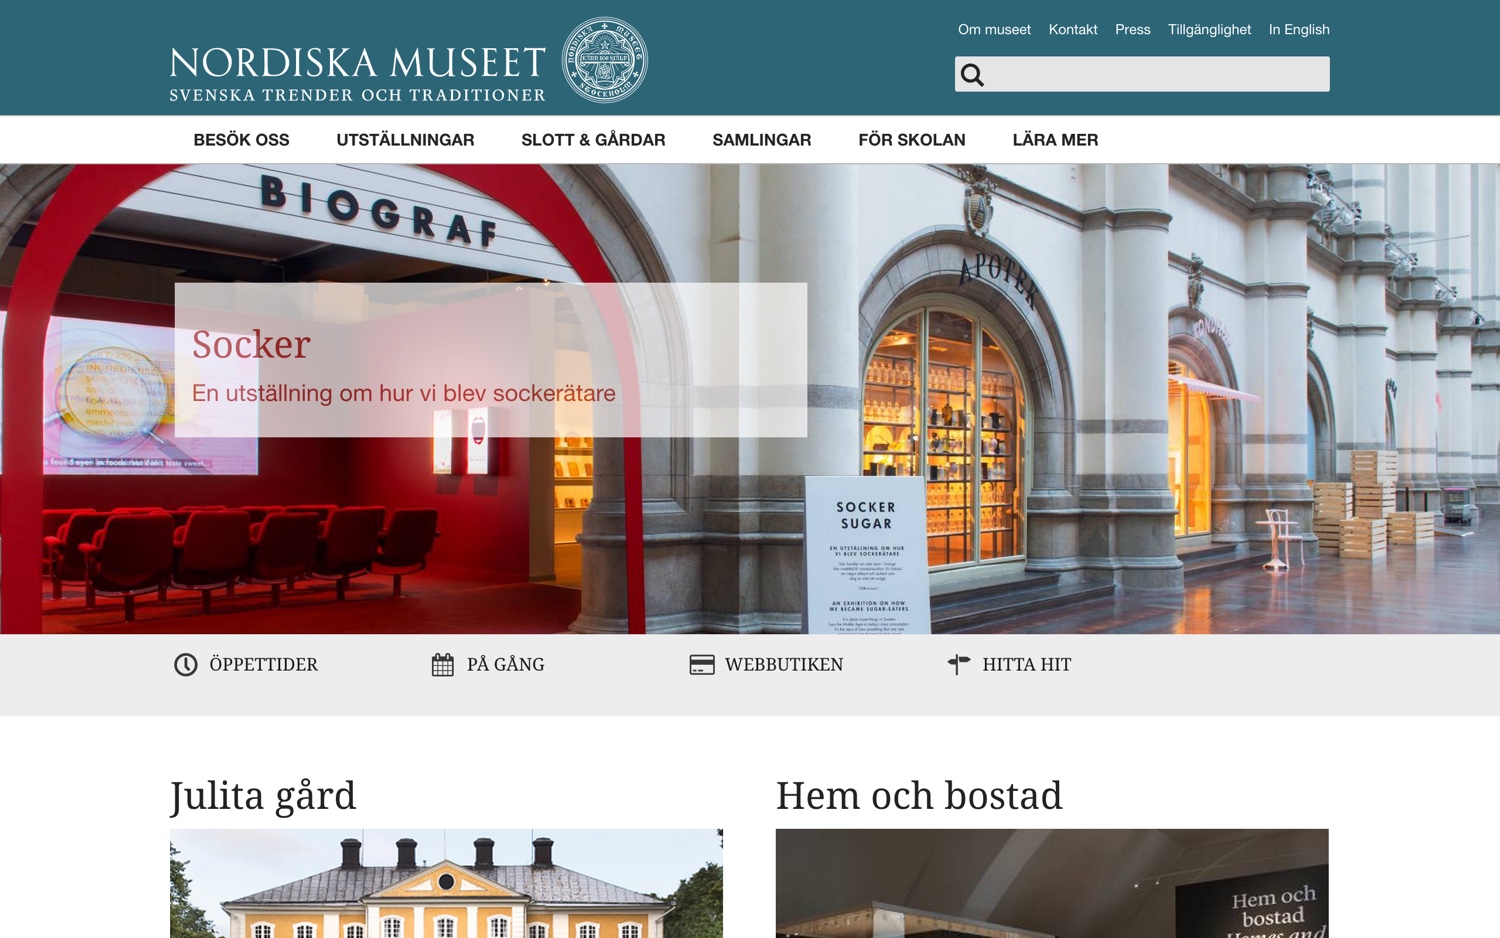 NORDISKA MUSEET
SVENSKA TRENDER OCH TRADITIONER
Om museet
Kontakt
Press
Tillgänglighet
In English
BESÖK OSS
UTSTÄLLNINGAR
SLOTT & GÅRDAR
SAMLINGAR
FÖR SKOLAN
LÄRA MER
BIOGRAF
APOTEK
Socker
En utställning om hur vi blev sockerätare
SOCKER
SUGAR
EN UTSTÄLLNING OM HUR
VI BLEV SOCKERÄTARE
AN EXHIBITION ON HOW
WE BECAME SUGAR-EATERS
ÖPPETTIDER
PÅ GÅNG
WEBBUTIKEN
HITTA HIT
Julita gård
Hem och bostad
Hem och
bostad
Homes and